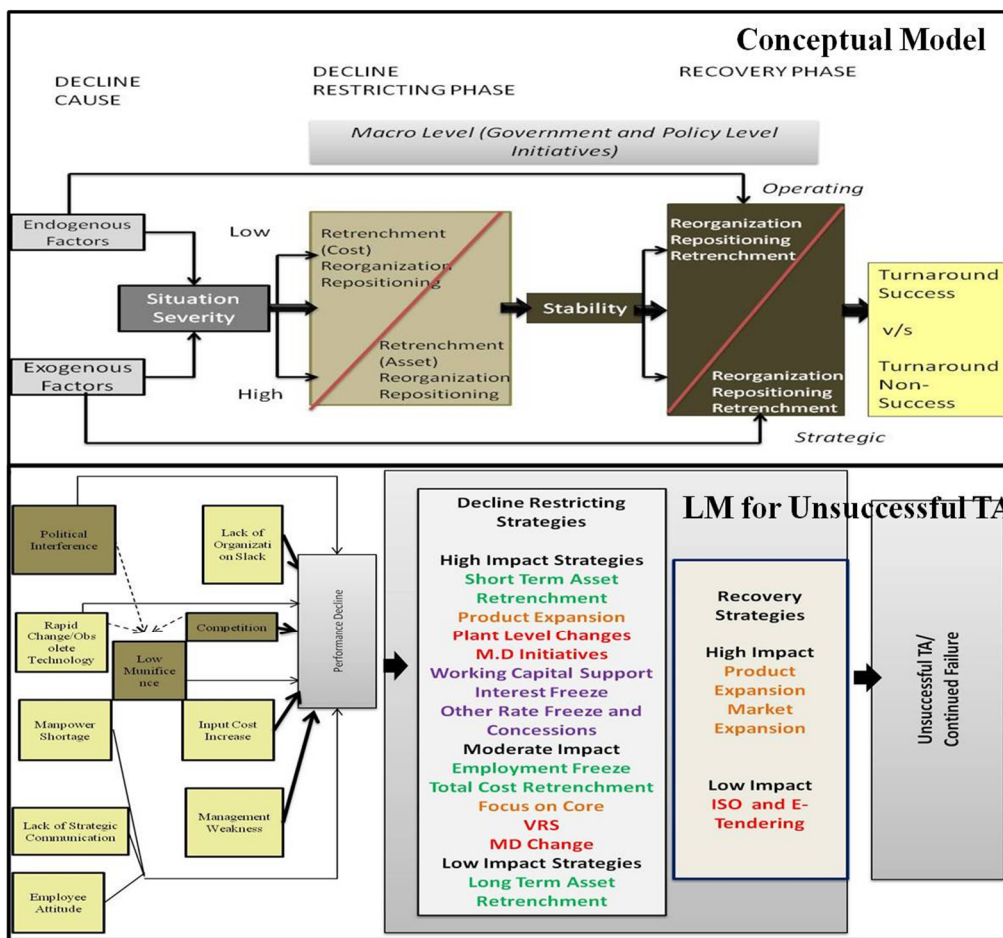 Conceptual Model
DECLINE
CAUSE
DECLINE
RESTRICTING PHASE
RECOVERY PHASE
Macro Level (Government and Policy Level
Initiatives)
Operating
Endogenous
Factors
Low
Retrenchment
(Cost)
Reorganization
Repositioning
Reorganization
Repositioning
Retrenchment
Situation
Severity
Stability
Turnaround
Success
v/s
Turnaround
Non-
Success
Exogenous
Factors
High
Retrenchment
(Asset)
Reorganization
Repositioning
Reorganization
Repositioning
Retrenchment
Strategic
LM for Unsuccessful TA
Political
Interference
Lack of
Organizati
on Slack
Rapid
Change/Obs
olete
Technology
Competition
Low
Munifice
nce
Manpower
Shortage
Input Cost
Increase
Lack of Strategic
Communication
Management
Weakness
Employee
Attitude
Performance Decline
Decline Restricting
Strategies
High Impact Strategies
Short Term Asset
Retrenchment
Product Expansion
Plant Level Changes
M.D Initiatives
Working Capital Support
Interest Freeze
Other Rate Freeze and
Concessions
Moderate Impact
Employment Freeze
Total Cost Retrenchment
Focus on Core
VRS
MD Change
Low Impact Strategies
Long Term Asset
Retrenchment
Recovery
Strategies
High Impact
Product
Expansion
Market
Expansion
Low Impact
ISO and E-
Tendering
Unsuccessful TA/
Continued Failure